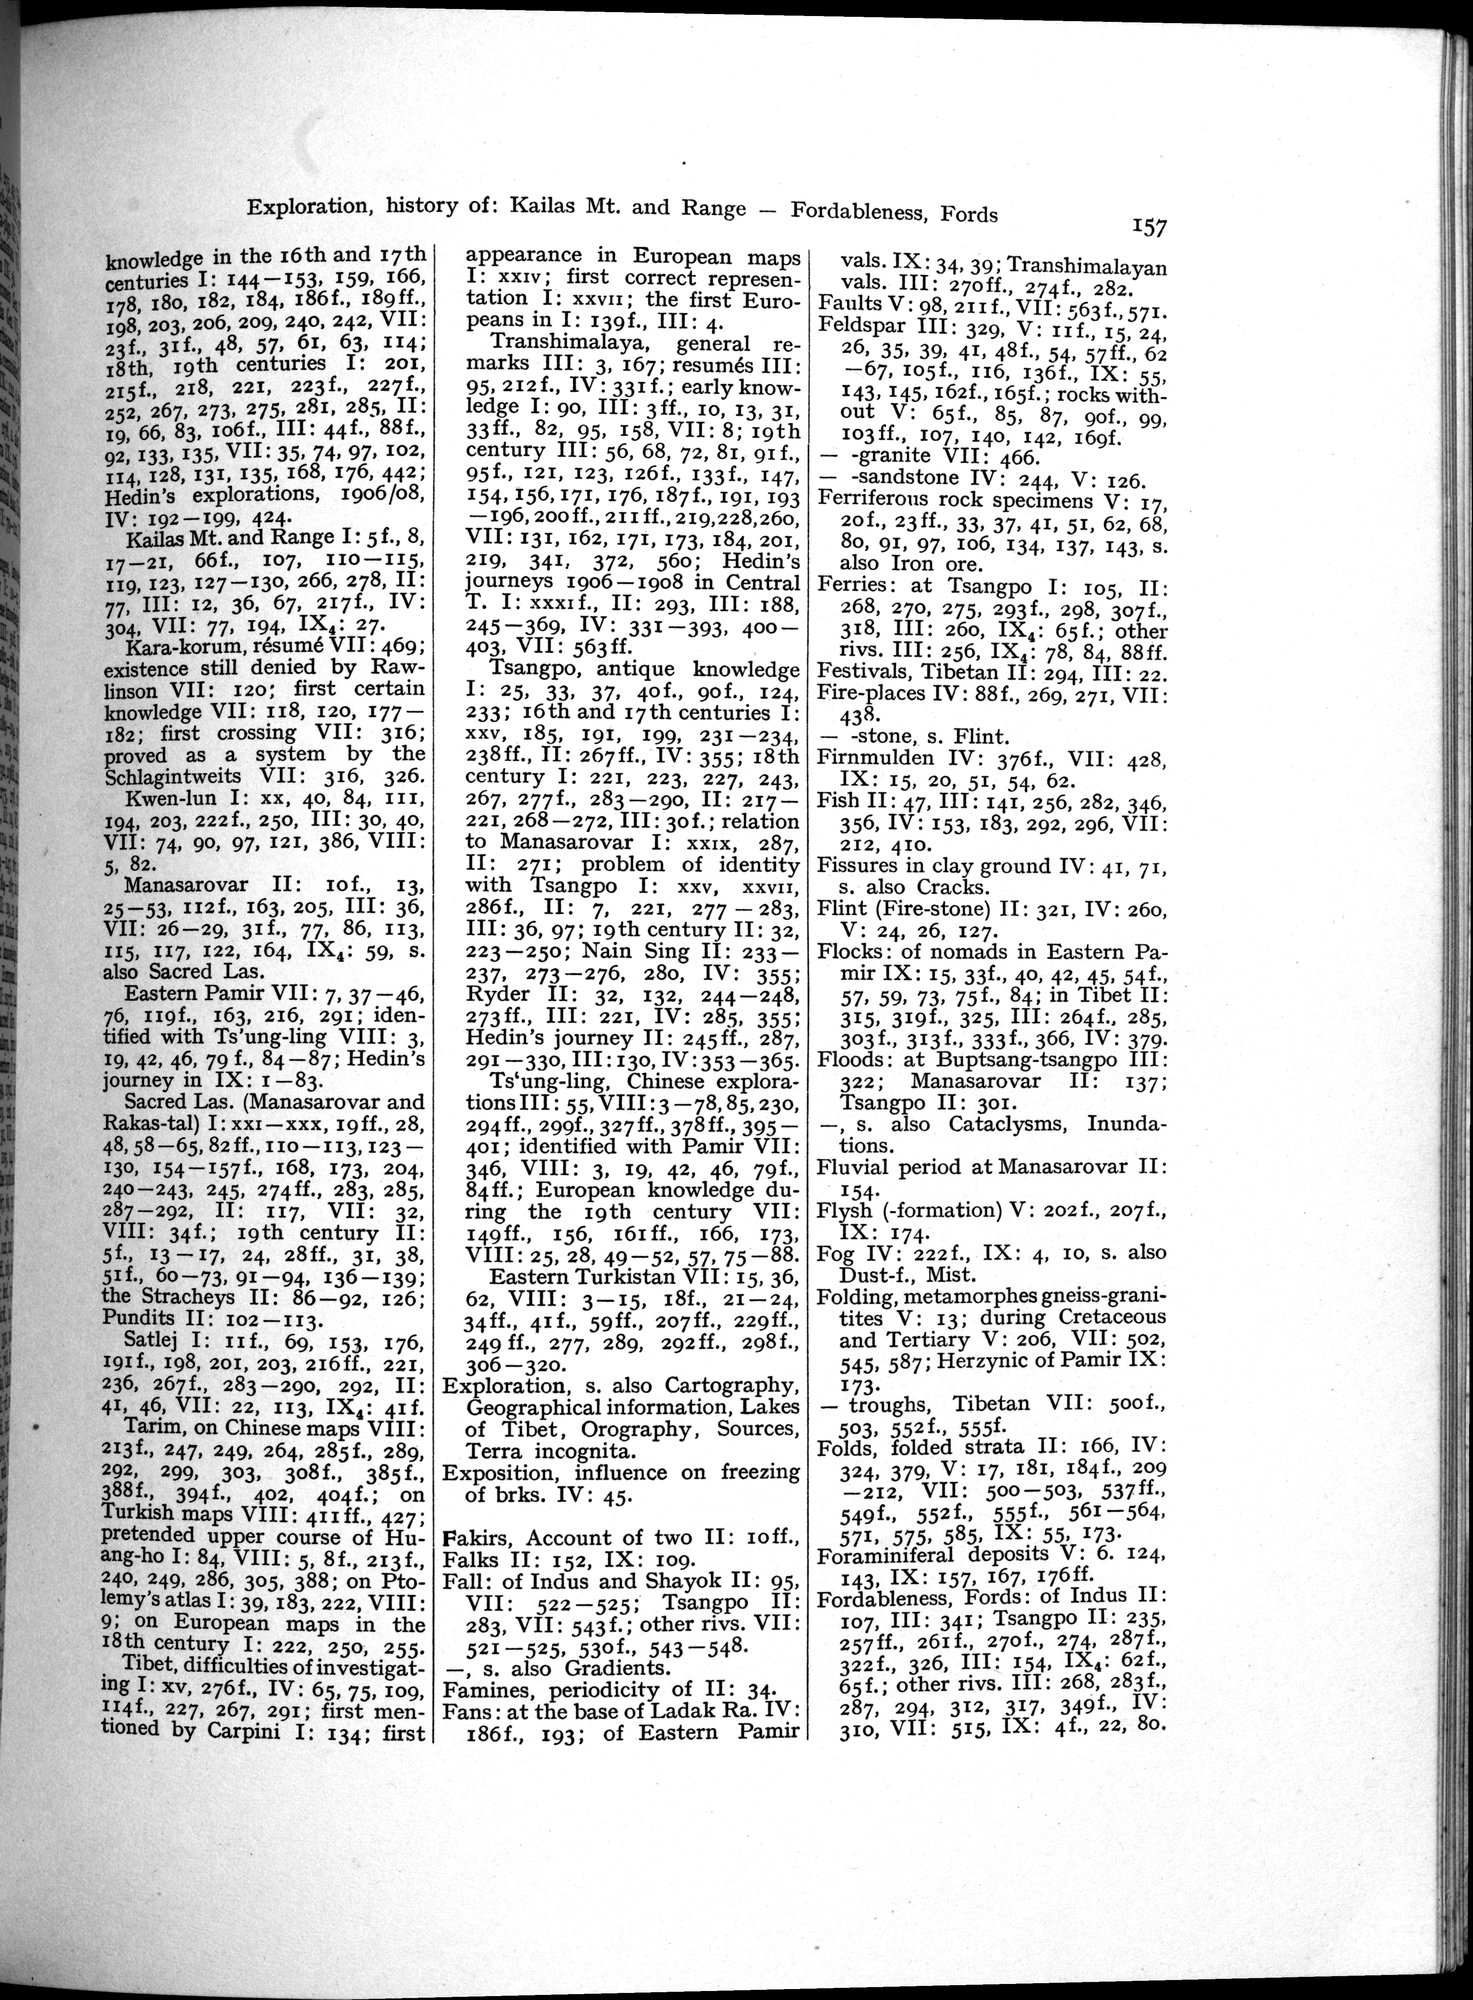 Exploration, history of: Kailas Mt. and Range — Fordableness, Fords
157
knowledge in the 16th and 17th
centuries I: 144—153, 159, 166,
178, 180, 182, 184, 186f., 189ff.,
198, 203, 206, 209, 240, 242, VII:
23f., 31f., 48, 57, 61, 63, 114;
18th, 19th centuries I: 201,
215f., 218, 221, 223f., 227f.,
252, 267, 273, 275, 281, 285, II:
19, 66, 83, 106f., III: 44f., 88f.,
92, 133, 135, VII: 35, 74, 97, 102,
114, 128, 131, 135, 168, 176, 442;
Hedin's explorations, 1906/08,
IV: 192—199, 424.
Kailas Mt. and Range I: 5f., 8,
17—21, 66f., 107, 110—115,
119, 123, 127—130, 266, 278, II:
77, III: 12, 36, 67, 217f., IV:
304, VII: 77, 194, IX₄: 27.
Kara-korum, résumé VII: 469;
existence still denied by Raw-
linson VII: 120; first certain
knowledge VII: 118, 120, 177—
182; first crossing VII: 316;
proved as a system by the
Schlagintweits VII: 316, 326.
Kwen-lun I: xx, 40, 84, 111,
194, 203, 222f., 250, III: 30, 40,
VII: 74, 90, 97, 121, 386, VIII:
5, 82.
Manasarovar II: 10f., 13,
25—53, 112f., 163, 205, III: 36,
VII: 26—29, 31f., 77, 86, 113,
115, 117, 122, 164, IX₄: 59, s.
also Sacred Las.
Eastern Pamir VII: 7, 37—46,
76, 119f., 163, 216, 291; iden-
tified with Ts'ung-ling VIII: 3,
19, 42, 46, 79f., 84—87; Hedin's
journey in IX: 1—83.
Sacred Las. (Manasarovar and
Rakas-tal) I: xxi—xxx, 19ff., 28,
48, 58—65, 82ff., 110—113, 123—
130, 154—157f., 168, 173, 204,
240—243, 245, 274ff., 283, 285,
287—292, II: 117, VII: 32,
VIII: 34f.; 19th century II:
5f., 13—17, 24, 28ff., 31, 38,
51f., 60—73, 91—94, 136—139;
the Stracheys II: 86—92, 126;
Pundits II: 102—113.
Satlej I: 11f., 69, 153, 176,
191f., 198, 201, 203, 216ff., 221,
236, 267f., 283—290, 292, II:
41, 46, VII: 22, 113, IX₄: 41f.
Tarim, on Chinese maps VIII:
213f., 247, 249, 264, 285f., 289,
292, 299, 303, 308f., 385f.,
388f., 394f., 402, 404f.; on
Turkish maps VIII: 411ff., 427;
pretended upper course of Hu-
ang-ho I: 84, VIII: 5, 8f., 213f.,
240, 249, 286, 305, 388; on Pto-
lemy's atlas I: 39, 183, 222, VIII:
9; on European maps in the
18th century I: 222, 250, 255.
Tibet, difficulties of investigat-
ing I: xv, 276f., IV: 65, 75, 109,
114f., 227, 267, 291; first men-
tioned by Carpini I: 134; first
appearance in European maps
I: xxiv; first correct represen-
tation I: xxvii; the first Euro-
peans in I: 139f., III: 4.
Transhimalaya, general re-
marks III: 3, 167; resumés III:
95, 212f., IV: 331f.; early know-
ledge I: 90, III: 3ff., 10, 13, 31,
33ff., 82, 95, 158, VII: 8; 19th
century III: 56, 68, 72, 81, 91f.,
95f., 121, 123, 126f., 133f., 147,
154, 156, 171, 176, 187f., 191, 193
—196, 200ff., 211ff., 219, 228, 260,
VII: 131, 162, 171, 173, 184, 201,
219, 341, 372, 560; Hedin's
journeys 1906—1908 in Central
T. I: xxxif., II: 293, III: 188,
245—369, IV: 331—393, 400—
403, VII: 563ff.
Tsangpo, antique knowledge
I: 25, 33, 37, 40f., 90f., 124,
233; 16th and 17th centuries I:
xxv, 185, 191, 199, 231—234,
238ff., II: 267ff., IV: 355; 18th
century I: 221, 223, 227, 243,
267, 277f., 283—290, II: 217—
221, 268—272, III: 30f.; relation
to Manasarovar I: xxix, 287,
II: 271; problem of identity
with Tsangpo I: xxv, xxvii,
286f., II: 7, 221, 277—283,
III: 36, 97; 19th century II: 32,
223—250; Nain Sing II: 233—
237, 273—276, 280, IV: 355;
Ryder II: 32, 132, 244—248,
273ff., III: 221, IV: 285, 355;
Hedin's journey II: 245ff., 287,
291—330, III: 130, IV: 353—365.
Ts'ung-ling, Chinese explora-
tions III: 55, VIII: 3—78, 85, 230,
294ff., 299f., 327ff., 378ff., 395—
401; identified with Pamir VII:
346, VIII: 3, 19, 42, 46, 79f.,
84ff.; European knowledge du-
ring the 19th century VII:
149ff., 156, 161ff., 166, 173,
VIII: 25, 28, 49—52, 57, 75—88.
Eastern Turkistan VII: 15, 36,
62, VIII: 3—15, 18f., 21—24,
34ff., 41f., 59ff., 207ff., 229ff.,
249ff., 277, 289, 292ff., 298f.,
306—320.
Exploration, s. also Cartography,
Geographical information, Lakes
of Tibet, Orography, Sources,
Terra incognita.
Exposition, influence on freezing
of brks. IV: 45.
Fakirs, Account of two II: 10ff.,
Falks II: 152, IX: 109.
Fall: of Indus and Shayok II: 95,
VII: 522—525; Tsangpo II:
283, VII: 543f.; other rivs. VII:
521—525, 530f., 543—548.
—, s. also Gradients.
Famines, periodicity of II: 34.
Fans: at the base of Ladak Ra. IV:
186f., 193; of Eastern Pamir
vals. IX: 34, 39; Transhimalayan
vals. III: 270ff., 274f., 282.
Faults V: 98, 211f., VII: 563f., 571.
Feldspar III: 329, V: 11f., 15, 24,
26, 35, 39, 41, 48f., 54, 57ff., 62
—67, 105f., 116, 136f., IX: 55,
143, 145, 162f., 165f.; rocks with-
out V: 65f., 85, 87, 90f., 99,
103ff., 107, 140, 142, 169f.
— -granite VII: 466.
— -sandstone IV: 244, V: 126.
Ferriferous rock specimens V: 17,
20f., 23ff., 33, 37, 41, 51, 62, 68,
80, 91, 97, 106, 134, 137, 143, s.
also Iron ore.
Ferries: at Tsangpo I: 105, II:
268, 270, 275, 293f., 298, 307f.,
318, III: 260, IX₄: 65f.; other
rivs. III: 256, IX₄: 78, 84, 88ff.
Festivals, Tibetan II: 294, III: 22.
Fire-places IV: 88f., 269, 271, VII:
438.
— -stone, s. Flint.
Firnmulden IV: 376f., VII: 428,
IX: 15, 20, 51, 54, 62.
Fish II: 47, III: 141, 256, 282, 346,
356, IV: 153, 183, 292, 296, VII:
212, 410.
Fissures in clay ground IV: 41, 71,
s. also Cracks.
Flint (Fire-stone) II: 321, IV: 260,
V: 24, 26, 127.
Flocks: of nomads in Eastern Pa-
mir IX: 15, 33f., 40, 42, 45, 54f.,
57, 59, 73, 75f., 84; in Tibet II:
315, 319f., 325, III: 264f., 285,
303f., 313f., 333f., 366, IV: 379.
Floods: at Buptsang-tsangpo III:
322; Manasarovar II: 137;
Tsangpo II: 301.
—, s. also Cataclysms, Inunda-
tions.
Fluvial period at Manasarovar II:
154.
Flysh (-formation) V: 202f., 207f.,
IX: 174.
Fog IV: 222f., IX: 4, 10, s. also
Dust-f., Mist.
Folding, metamorphes gneiss-grani-
tites V: 13; during Cretaceous
and Tertiary V: 206, VII: 502,
545, 587; Herzynic of Pamir IX:
173.
— troughs, Tibetan VII: 500f.,
503, 552f., 555f.
Folds, folded strata II: 166, IV:
324, 379, V: 17, 181, 184f., 209
—212, VII: 500—503, 537ff.,
549f., 552f., 555f., 561—564,
571, 575, 585, IX: 55, 173.
Foraminiferal deposits V: 6. 124,
143, IX: 157, 167, 176ff.
Fordableness, Fords: of Indus II:
107, III: 341; Tsangpo II: 235,
257ff., 261f., 270f., 274, 287f.,
322f., 326, III: 154, IX₄: 62f.,
65f.; other rivs. III: 268, 283f.,
287, 294, 312, 317, 349f., IV:
310, VII: 515, IX: 4f., 22, 80.